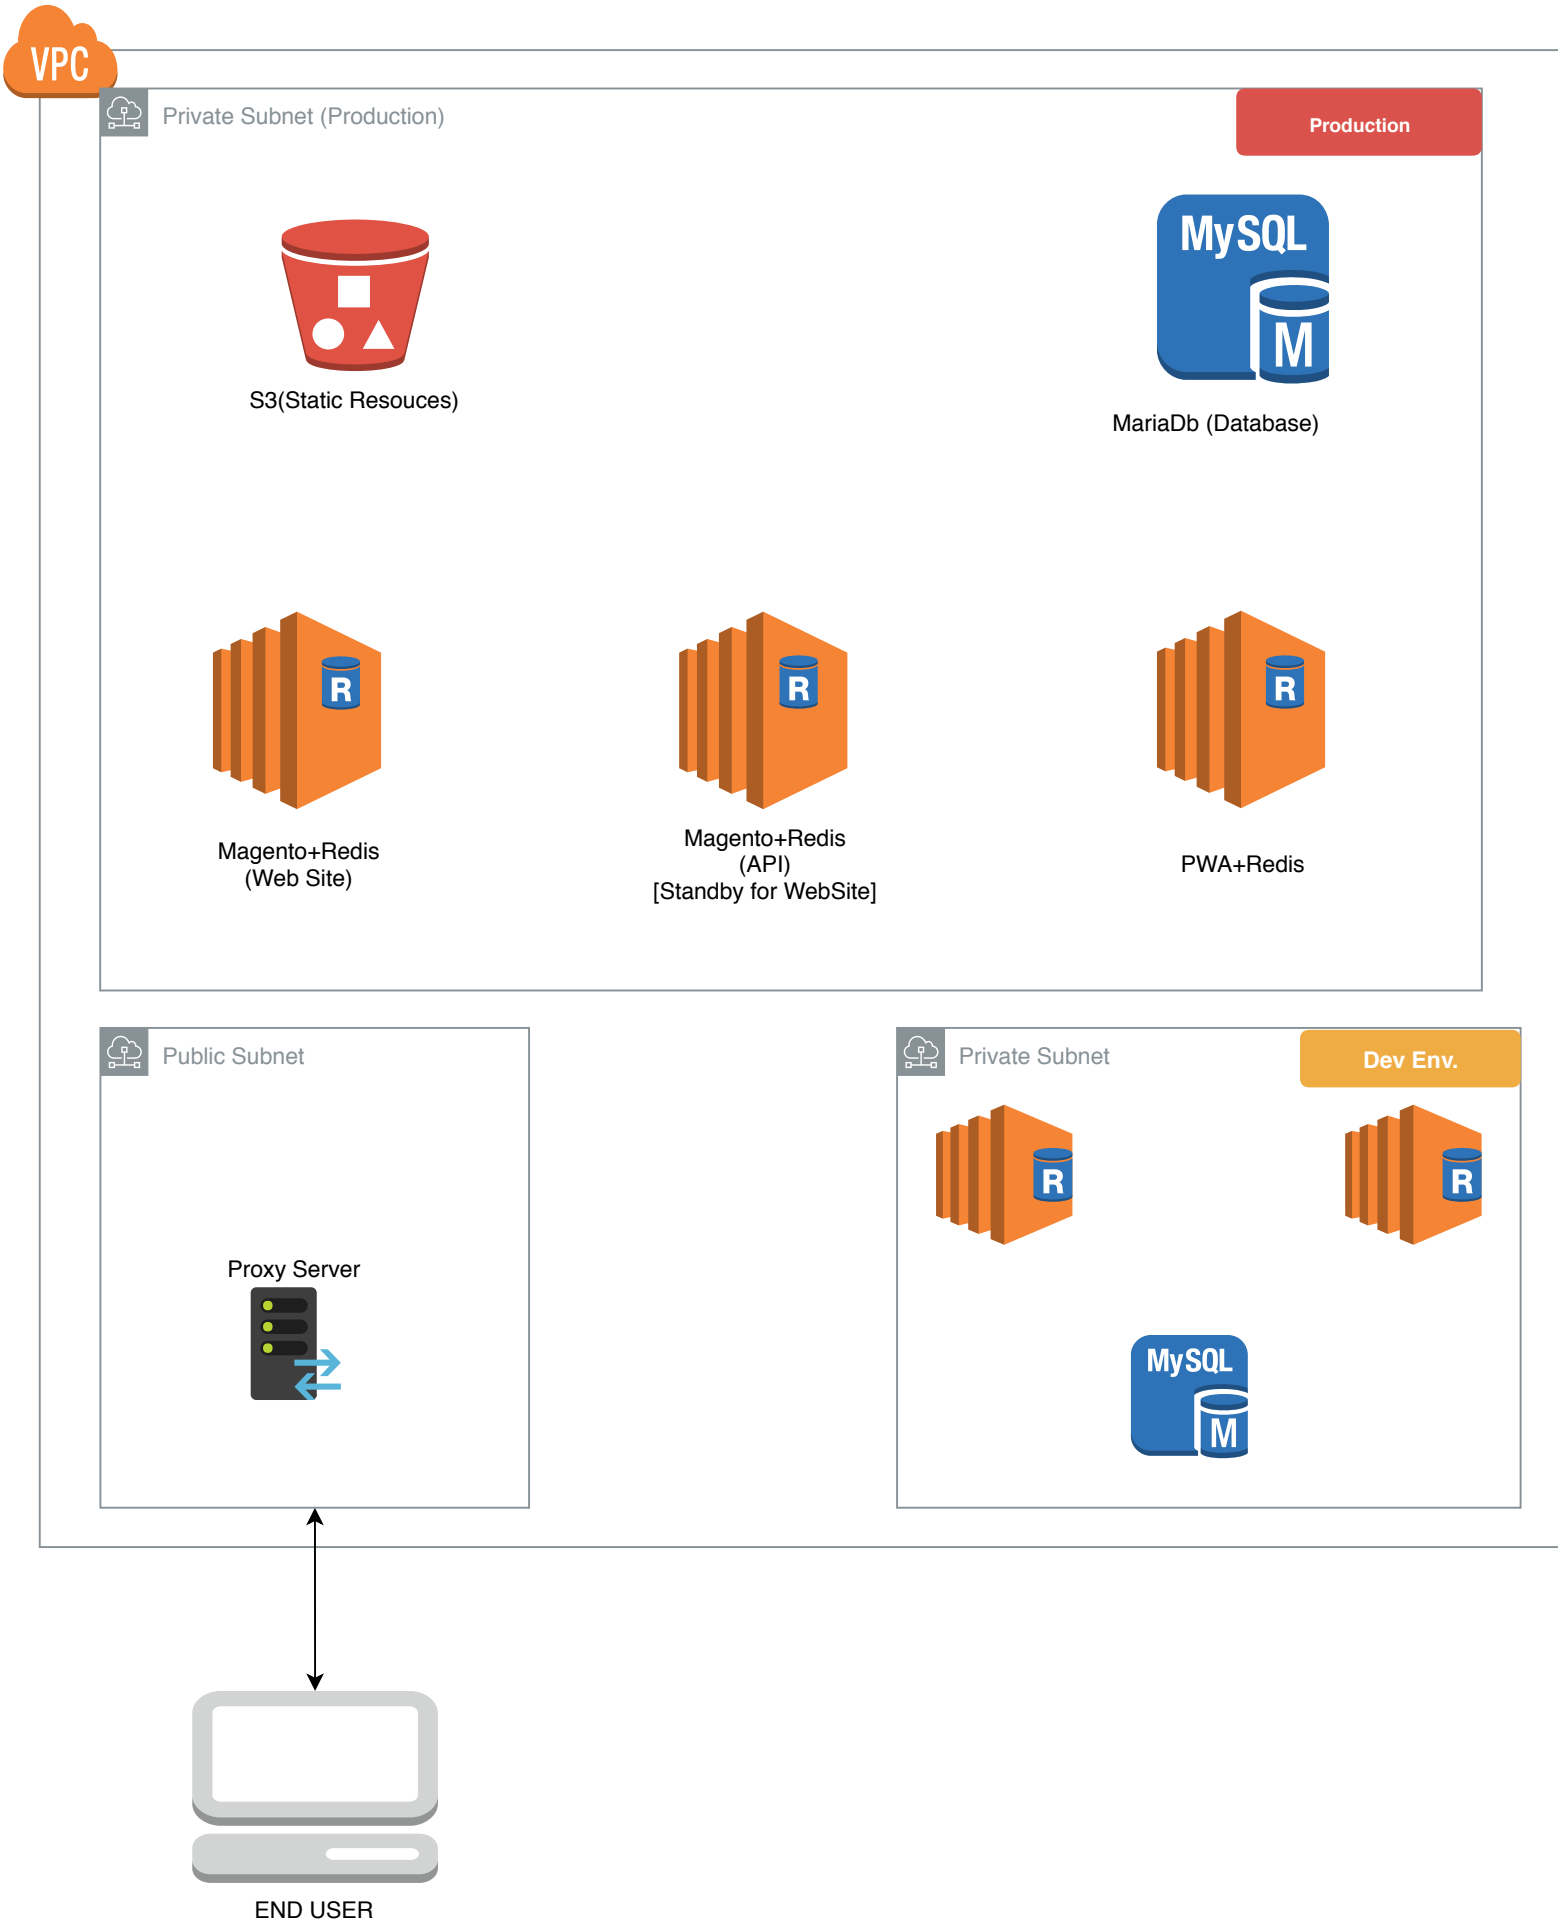 VPC
Private Subnet (Production)
Production
MySQL
M
S3(Static Resouces)
MariaDb (Database)
R
R
R
Magento+Redis
(Web Site)
Magento+Redis
(API)
[Standby for WebSite]
PWA+Redis
Public Subnet
Private Subnet
Dev Env.
R
R
Proxy Server
MySQL
M
END USER